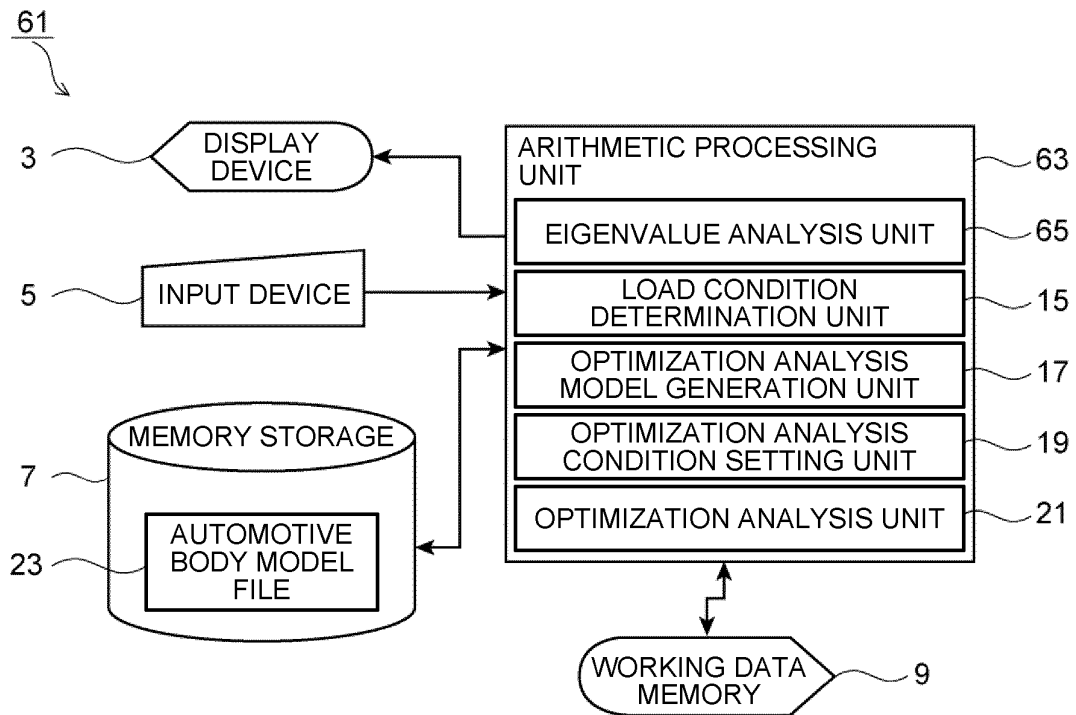 61
3
DISPLAY
DEVICE
5
INPUT DEVICE
7
MEMORY STORAGE
23
AUTOMOTIVE
BODY MODEL
FILE
ARITHMETIC PROCESSING
UNIT
63
EIGENVALUE ANALYSIS UNIT
65
LOAD CONDITION
DETERMINATION UNIT
15
OPTIMIZATION ANALYSIS
MODEL GENERATION UNIT
17
OPTIMIZATION ANALYSIS
CONDITION SETTING UNIT
19
OPTIMIZATION ANALYSIS UNIT
21
WORKING DATA
MEMORY
9